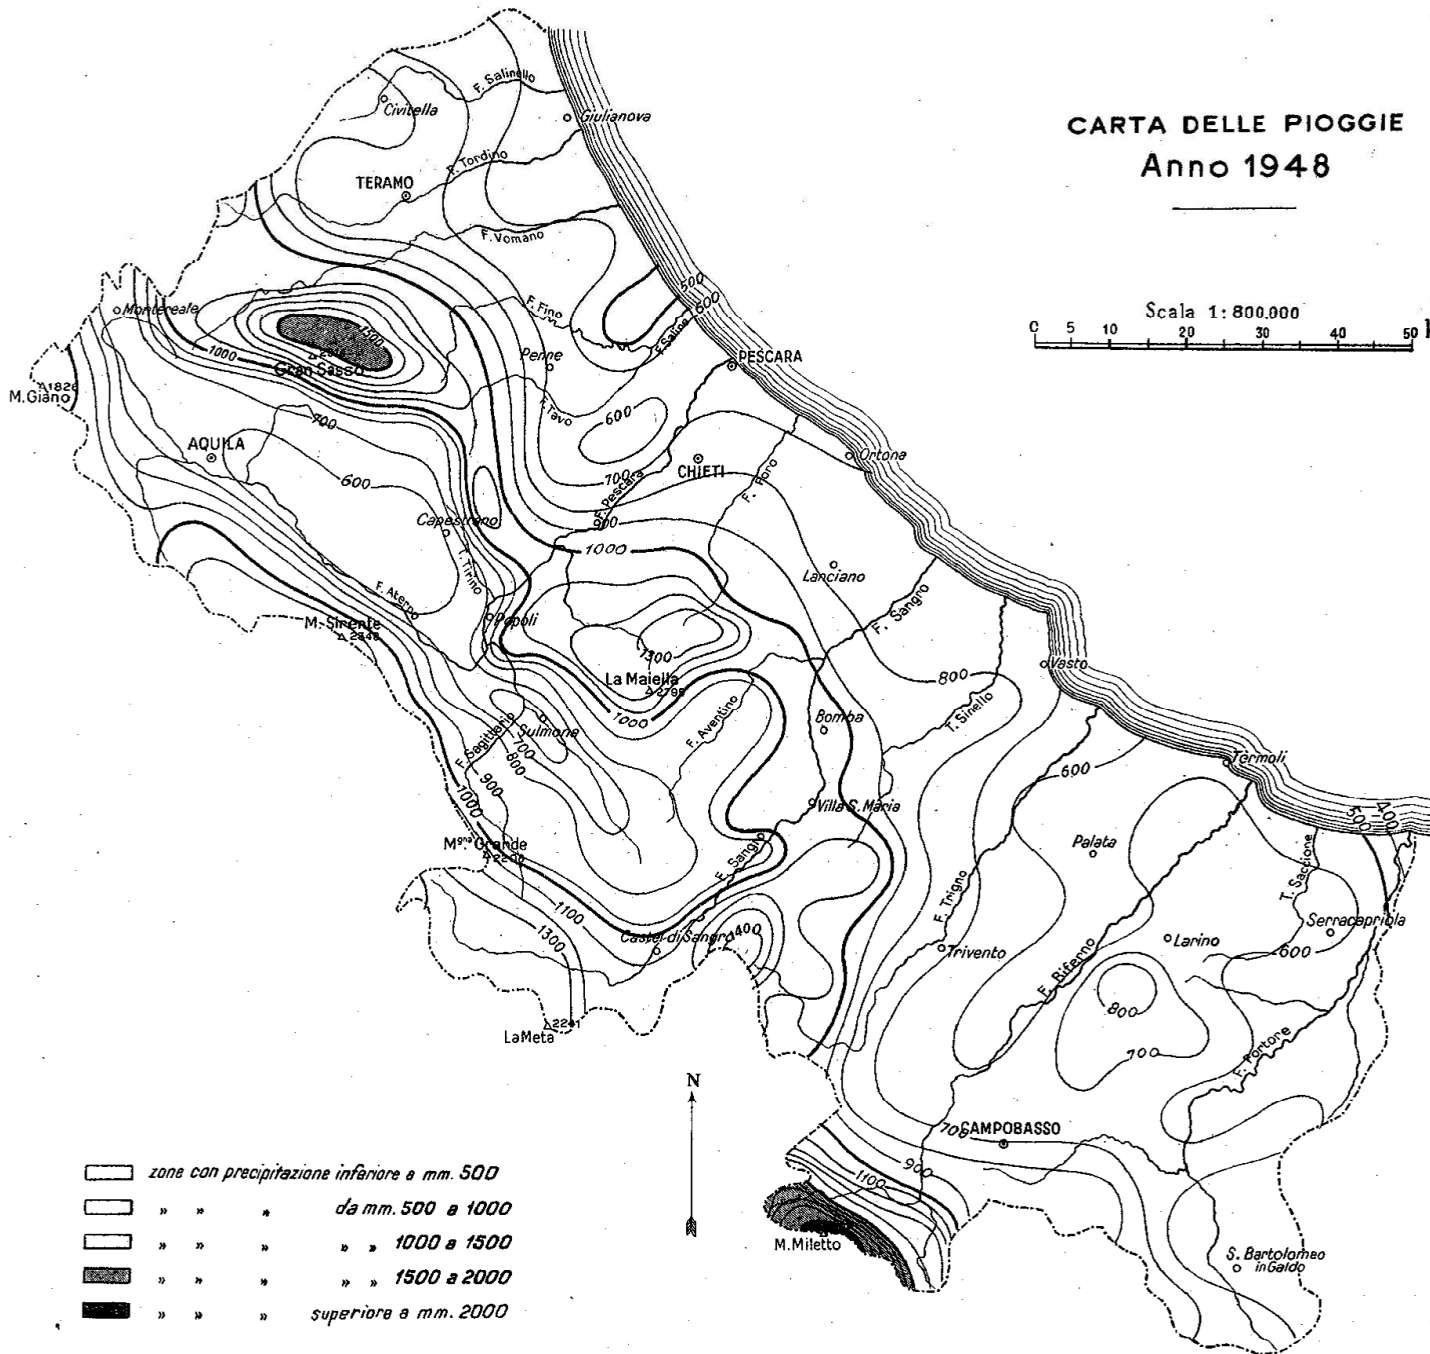 CARTA DELLE PIOGGIE
Anno 1948
Scala 1:800.000
0 5 10 20 30 40 50
F. Salinello
Civitella
Giulianova
F. Tordino
TERAMO
F. Vomano
500
600
Montereale
F. Fino
F. Saline
1500
1000
Penne
PESCARA
Gran Sasso
1826
M. Giano
F. Tavo
600
700
AQUILA
Ortona
CHIETI
700
600
F. Foro
F. Pescara
Capestrano
900
1000
Lanciano
T. Tirino
F. Aterno
F. Sangro
Popoli
M. Sirente
1300
Vasto
La Maiella
2795
800
1000
F. Aventino
Bomba
T. Sinello
Sulmona
F. Sagittario
700
800
Termoli
600
900
1000
Villa S. Maria
500
400
Palata
M.gna Grande
F. Sangro
T. Saccione
F. Trigno
1100
Serracapriola
1300
Castel di Sangro
1400
Larino
Trivento
600
F. Biferno
800
2241
La Meta
700
F. Fortore
N
700
CAMPOBASSO
900
1100
M. Miletto
S. Bartolomeo
in Galdo
zone con precipitazione inferiore a mm. 500
" " " da mm. 500 a 1000
" " " " " 1000 a 1500
" " " " " 1500 a 2000
" " " superiore a mm. 2000